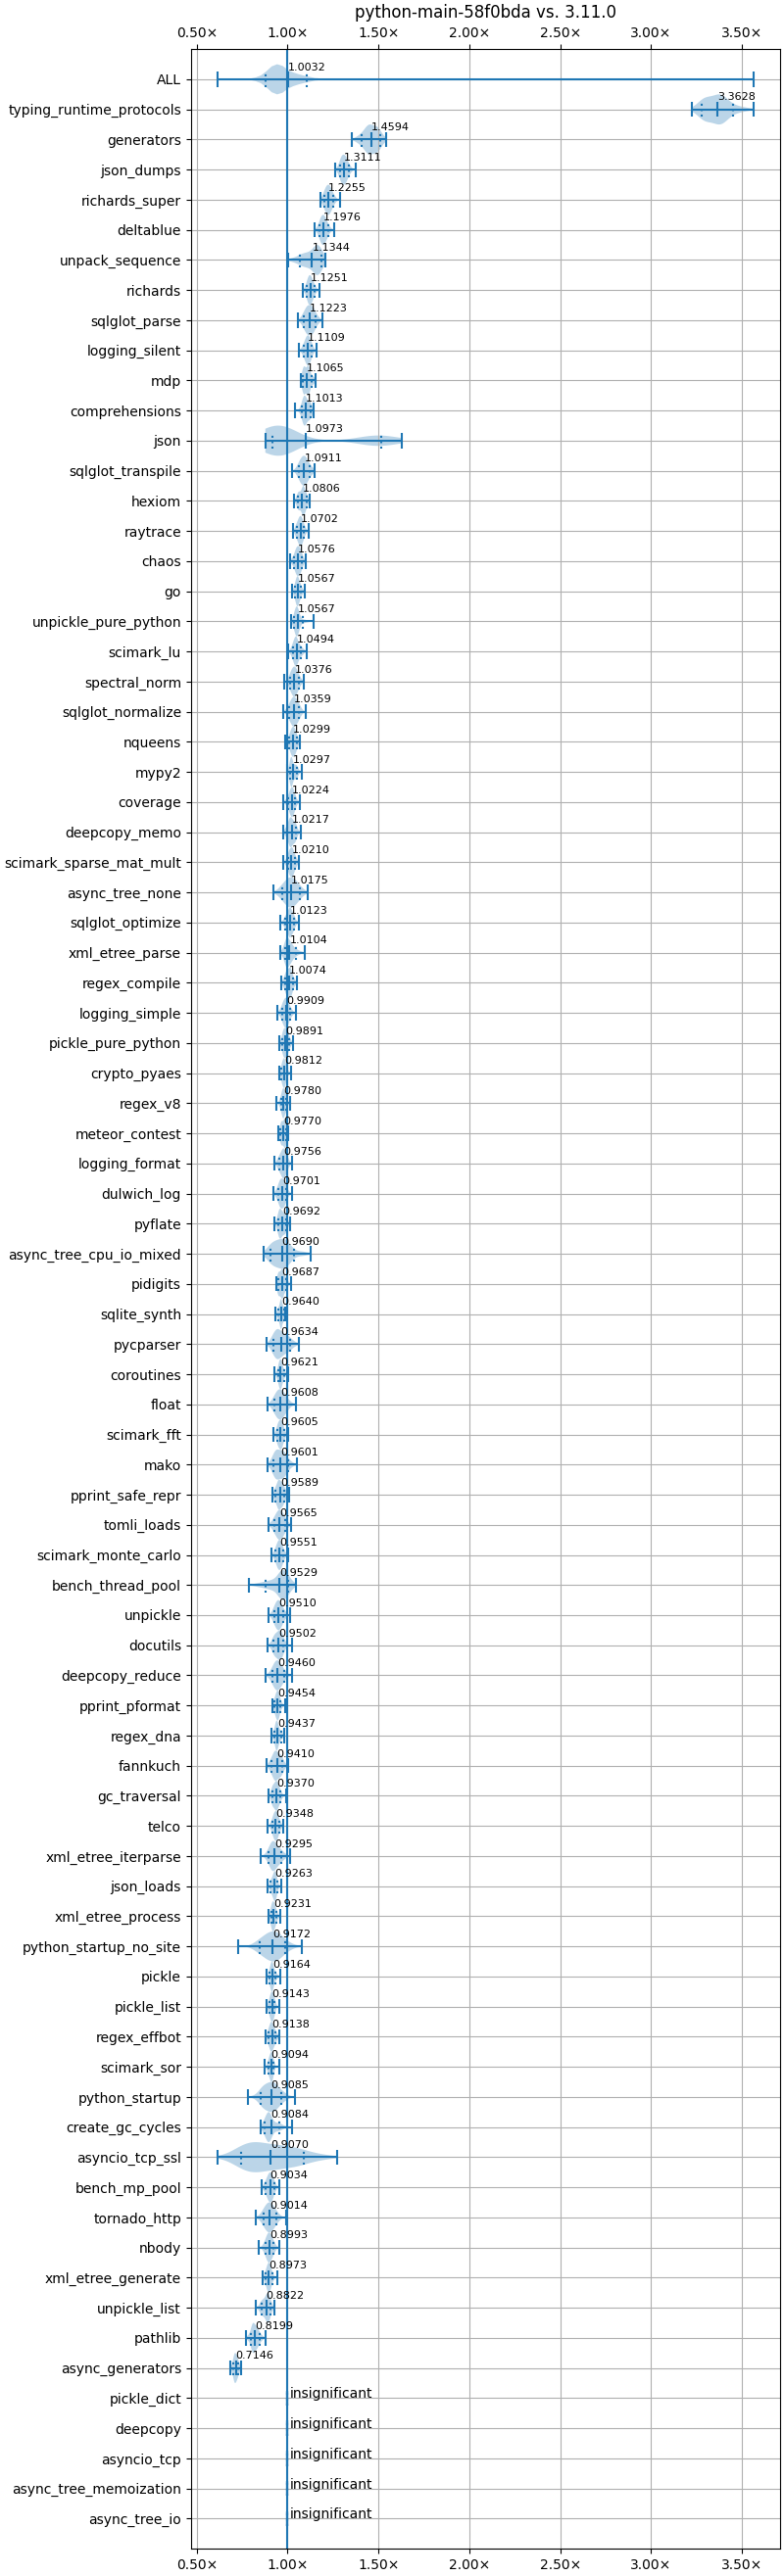 python-main-58f0bda vs. 3.11.0
0.50× 1.00× 1.50× 2.00× 2.50× 3.00× 3.50×
ALL 1.0032
typing_runtime_protocols 3.3628
generators 1.4594
json_dumps 1.3111
richards_super 1.2255
deltablue 1.1976
unpack_sequence 1.1344
richards 1.1251
sqlglot_parse 1.1223
logging_silent 1.1109
mdp 1.1065
comprehensions 1.1013
json 1.0973
sqlglot_transpile 1.0911
hexiom 1.0806
raytrace 1.0702
chaos 1.0576
go 1.0567
unpickle_pure_python 1.0567
scimark_lu 1.0494
spectral_norm 1.0376
sqlglot_normalize 1.0359
nqueens 1.0299
mypy2 1.0297
coverage 1.0224
deepcopy_memo 1.0217
scimark_sparse_mat_mult 1.0210
async_tree_none 1.0175
sqlglot_optimize 1.0123
xml_etree_parse 1.0104
regex_compile 1.0074
logging_simple 0.9909
pickle_pure_python 0.9891
crypto_pyaes 0.9812
regex_v8 0.9780
meteor_contest 0.9770
logging_format 0.9756
dulwich_log 0.9701
pyflate 0.9692
async_tree_cpu_io_mixed 0.9690
pidigits 0.9687
sqlite_synth 0.9640
pycparser 0.9634
coroutines 0.9621
float 0.9608
scimark_fft 0.9605
mako 0.9601
pprint_safe_repr 0.9589
tomli_loads 0.9565
scimark_monte_carlo 0.9551
bench_thread_pool 0.9529
unpickle 0.9510
docutils 0.9502
deepcopy_reduce 0.9460
pprint_pformat 0.9454
regex_dna 0.9437
fannkuch 0.9410
gc_traversal 0.9370
telco 0.9348
xml_etree_iterparse 0.9295
json_loads 0.9263
xml_etree_process 0.9231
python_startup_no_site 0.9172
pickle 0.9164
pickle_list 0.9143
regex_effbot 0.9138
scimark_sor 0.9094
python_startup 0.9085
create_gc_cycles 0.9084
asyncio_tcp_ssl 0.9070
bench_mp_pool 0.9034
tornado_http 0.9014
nbody 0.8993
xml_etree_generate 0.8973
unpickle_list 0.8822
pathlib 0.8199
async_generators 0.7146
pickle_dict insignificant
deepcopy insignificant
asyncio_tcp insignificant
async_tree_memoization insignificant
async_tree_io insignificant
0.50× 1.00× 1.50× 2.00× 2.50× 3.00× 3.50×